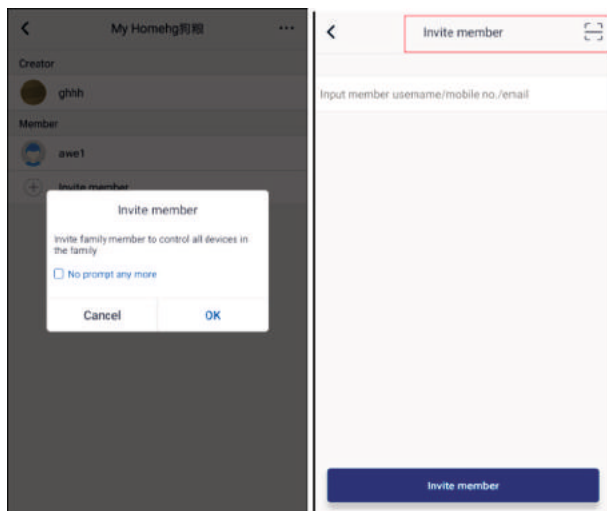 My Homehg狗粮
Creator
ghhh
Member
awe1
Invite member
Invite member
Invite family member to control all devices in
the family
No prompt any more
Cancel OK
Invite member
Input member username/mobile no./email
Invite member